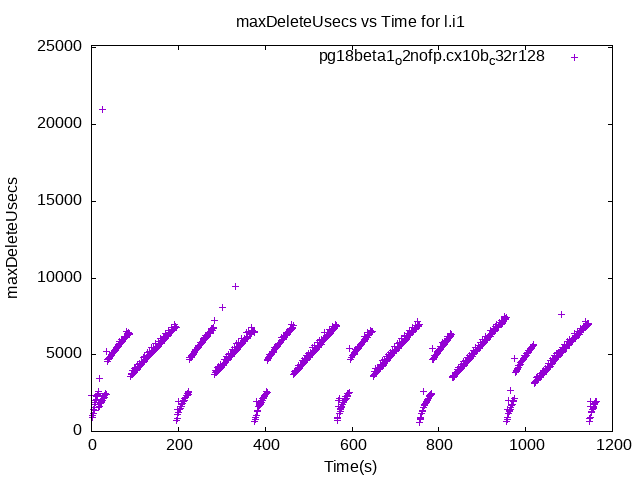 maxDeleteUsecs vs Time for l.i1
pg18beta1_o2nofp.cx10b_c32r128
25000
20000
15000
10000
5000
0
maxDeleteUsecs
0 200 400 600 800 1000 1200
Time(s)